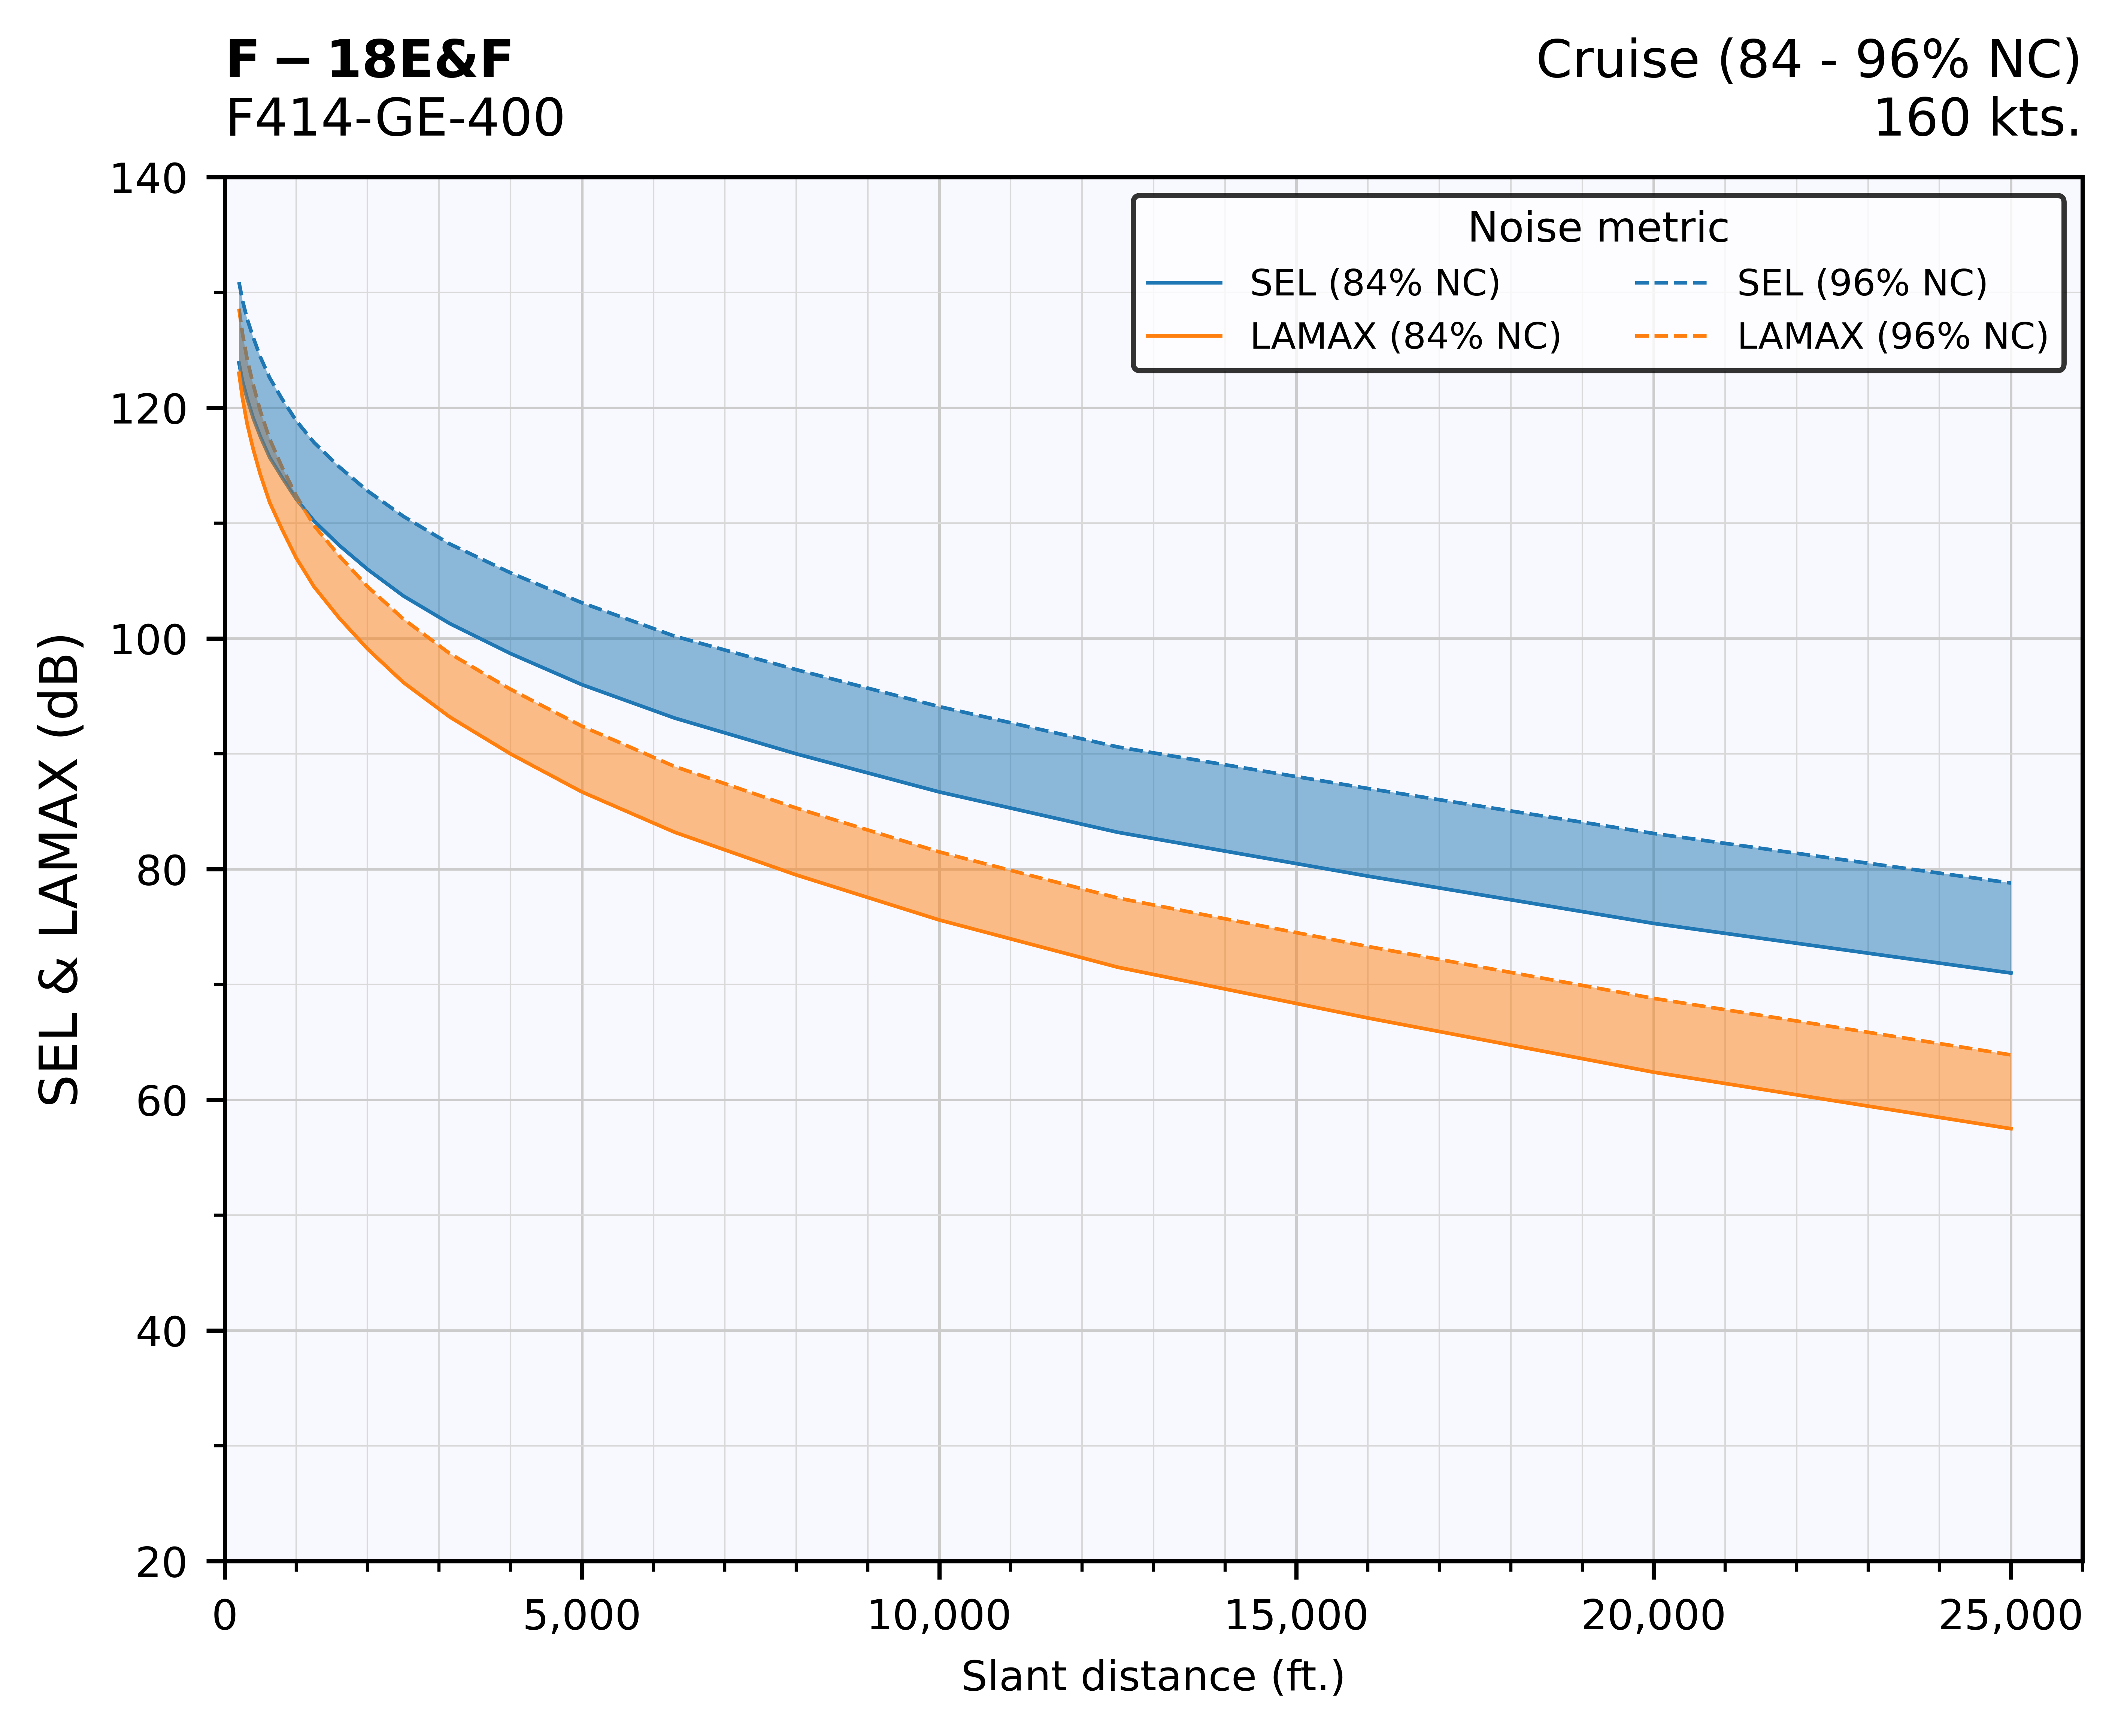 F − 18E&F
F414-GE-400
Cruise (84 - 96% NC)
160 kts.
Noise metric
SEL (84% NC)
LAMAX (84% NC)
SEL (96% NC)
LAMAX (96% NC)
SEL & LAMAX (dB)
140
120
100
80
60
40
20
0
5,000
10,000
15,000
20,000
25,000
Slant distance (ft.)